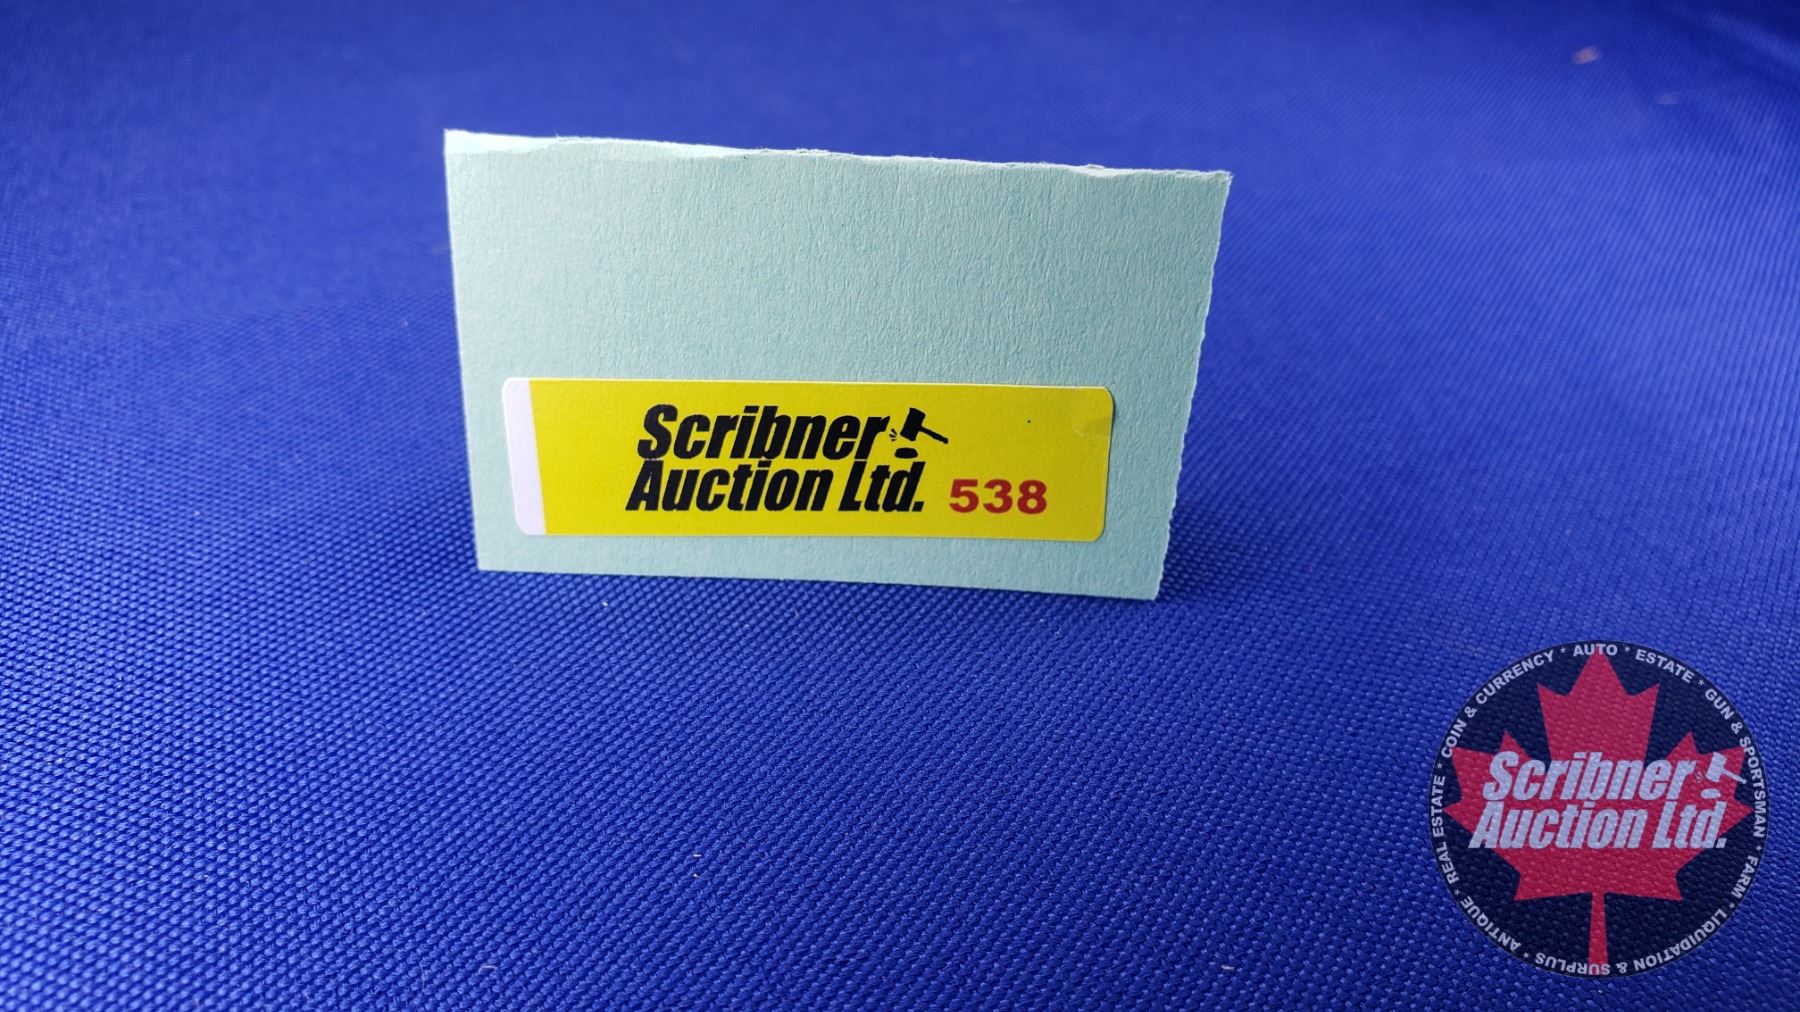 Scribner
Auction Ltd. 538
* AUTO * ESTATE * GUN & SPORTSMAN * FARM * LIQUIDATION & SURPLUS * ANTIQUE * REAL ESTATE * COIN & CURRENCY
Scribner
Auction Ltd.